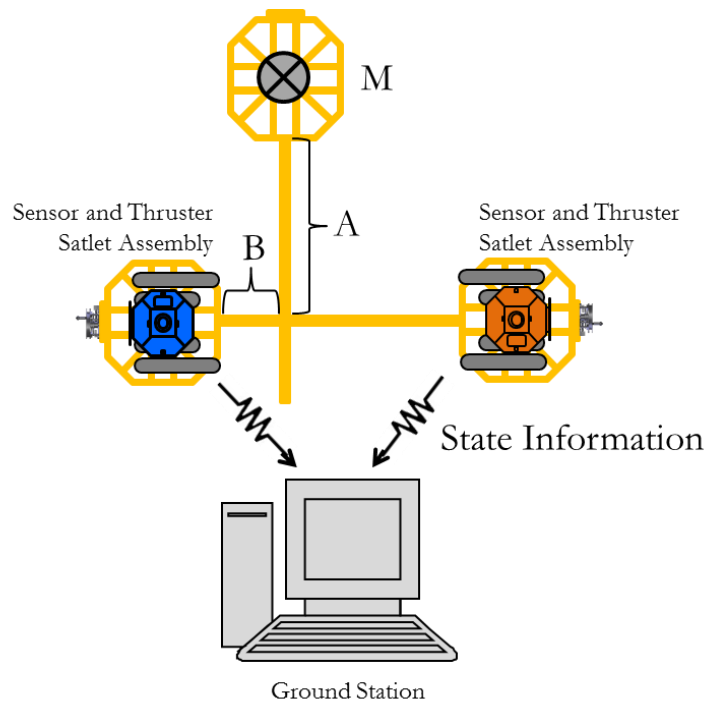 M
Sensor and Thruster
Satlet Assembly
Sensor and Thruster
Satlet Assembly
A
B
State Information
Ground Station